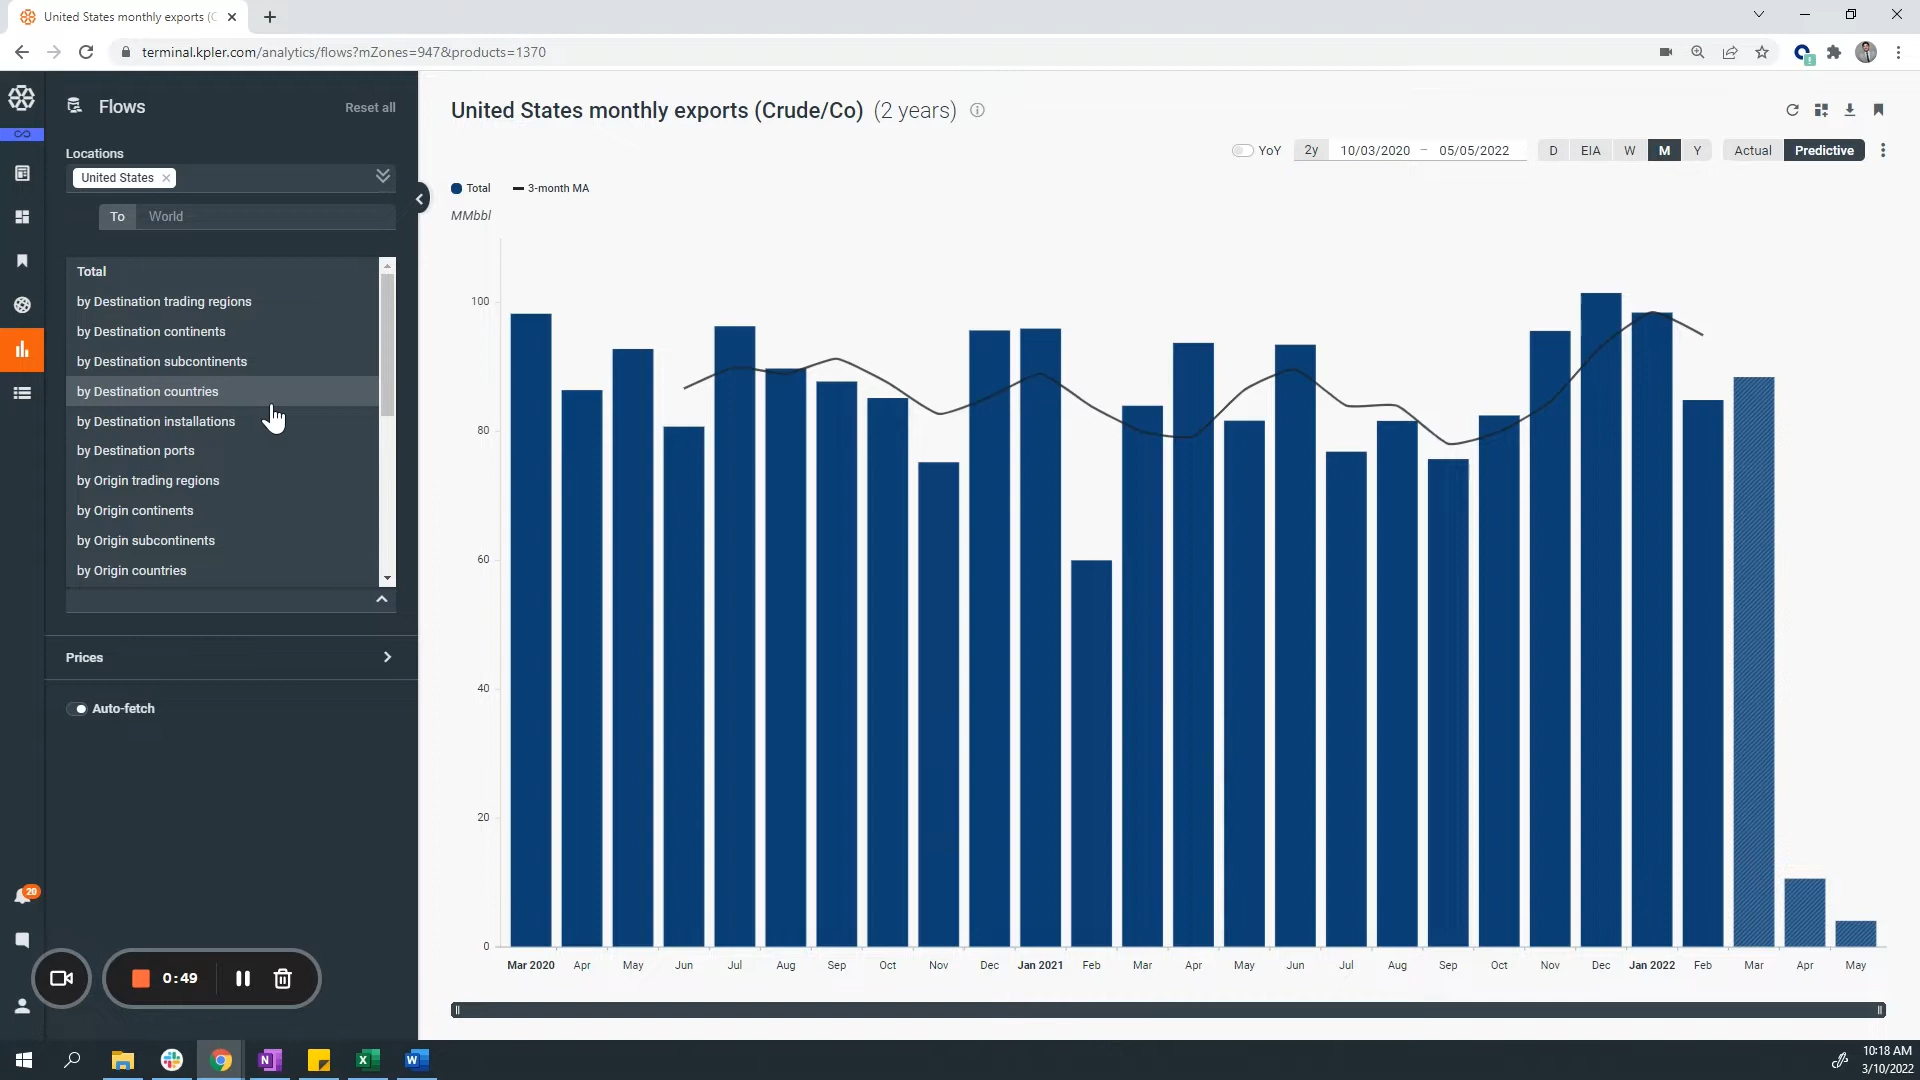 United States monthly exports (C
terminal.kpler.com/analytics/flows?mZones=947&products=1370
Flows
Reset all
Locations
United States ×
To World
Total
by Destination trading regions
by Destination continents
by Destination subcontinents
by Destination countries
by Destination installations
by Destination ports
by Origin trading regions
by Origin continents
by Origin subcontinents
by Origin countries
Prices
Auto-fetch
20
0:49
United States monthly exports (Crude/Co) (2 years)
YoY 2y 10/03/2020 – 05/05/2022 D EIA W M Y Actual Predictive
Total 3-month MA
MMbbl
100
80
60
40
20
0
Mar 2020 Apr May Jun Jul Aug Sep Oct Nov Dec Jan 2021 Feb Mar Apr May Jun Jul Aug Sep Oct Nov Dec Jan 2022 Feb Mar Apr May
N X W
10:18 AM
3/10/2022